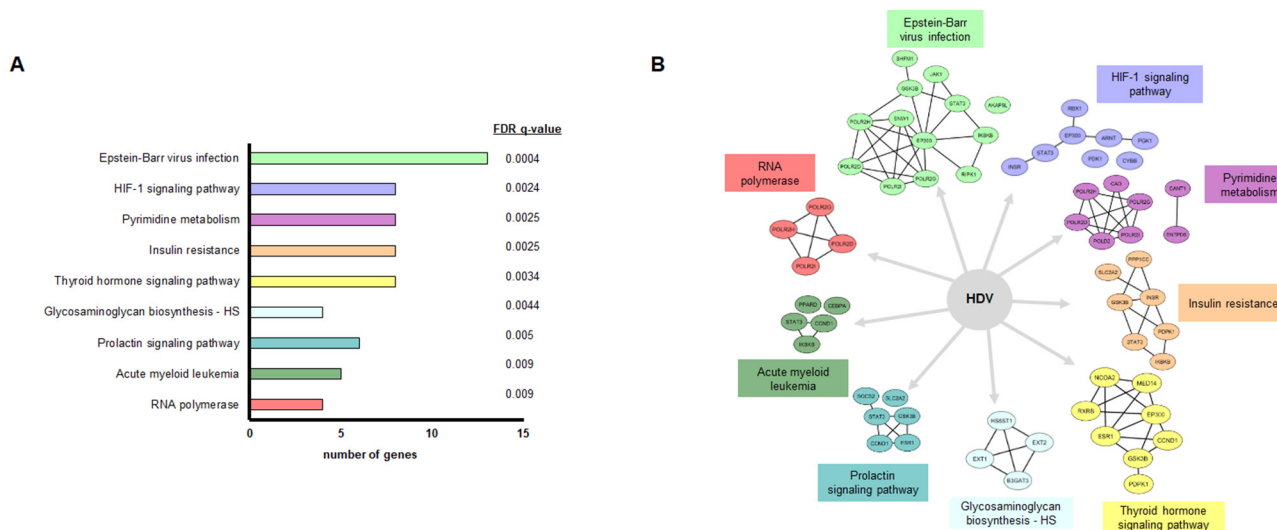 A
FDR q-value
Epstein-Barr virus infection 0.0004
HIF-1 signaling pathway 0.0024
Pyrimidine metabolism 0.0025
Insulin resistance 0.0025
Thyroid hormone signaling pathway 0.0034
Glycosaminoglycan biosynthesis - HS 0.0044
Prolactin signaling pathway 0.005
Acute myeloid leukemia 0.009
RNA polymerase 0.009
0 5 10 15
number of genes
B
Epstein-Barr
virus infection
SHFM1
JAK1
GSK3B
STAT3
AKAP8L
POLR2H
IKBKB
EP300
POLR2D
RIPK1
POLR2I
POLR2G
HIF-1 signaling
pathway
RBX1
EP300
ARNT
PGK1
STAT3
INSR
PDK1
CYBB
Pyrimidine
metabolism
CAD
POLR2H
POLR2G
CANT1
POLR2D
POLR2I
POLD2
ENTPD6
RNA
polymerase
POLR2G
POLR2H
POLR2D
POLR2I
HDV
Insulin resistance
PPP1CC
SLC2A2
GSK3B
INSR
PDPK1
STAT3
IKBKB
PPARD
CEBPA
STAT3
CCND1
IKBKB
Acute myeloid
leukemia
NCOA2
MED14
RXRB
EP300
ESR1
CCND1
GSK3B
PDPK1
Thyroid hormone
signaling pathway
SOCS2
SLC2A2
STAT3
GSK3B
CCND1
ESR1
Prolactin
signaling pathway
HS6ST1
EXT2
EXT1
B3GAT3
Glycosaminoglycan
biosynthesis - HS